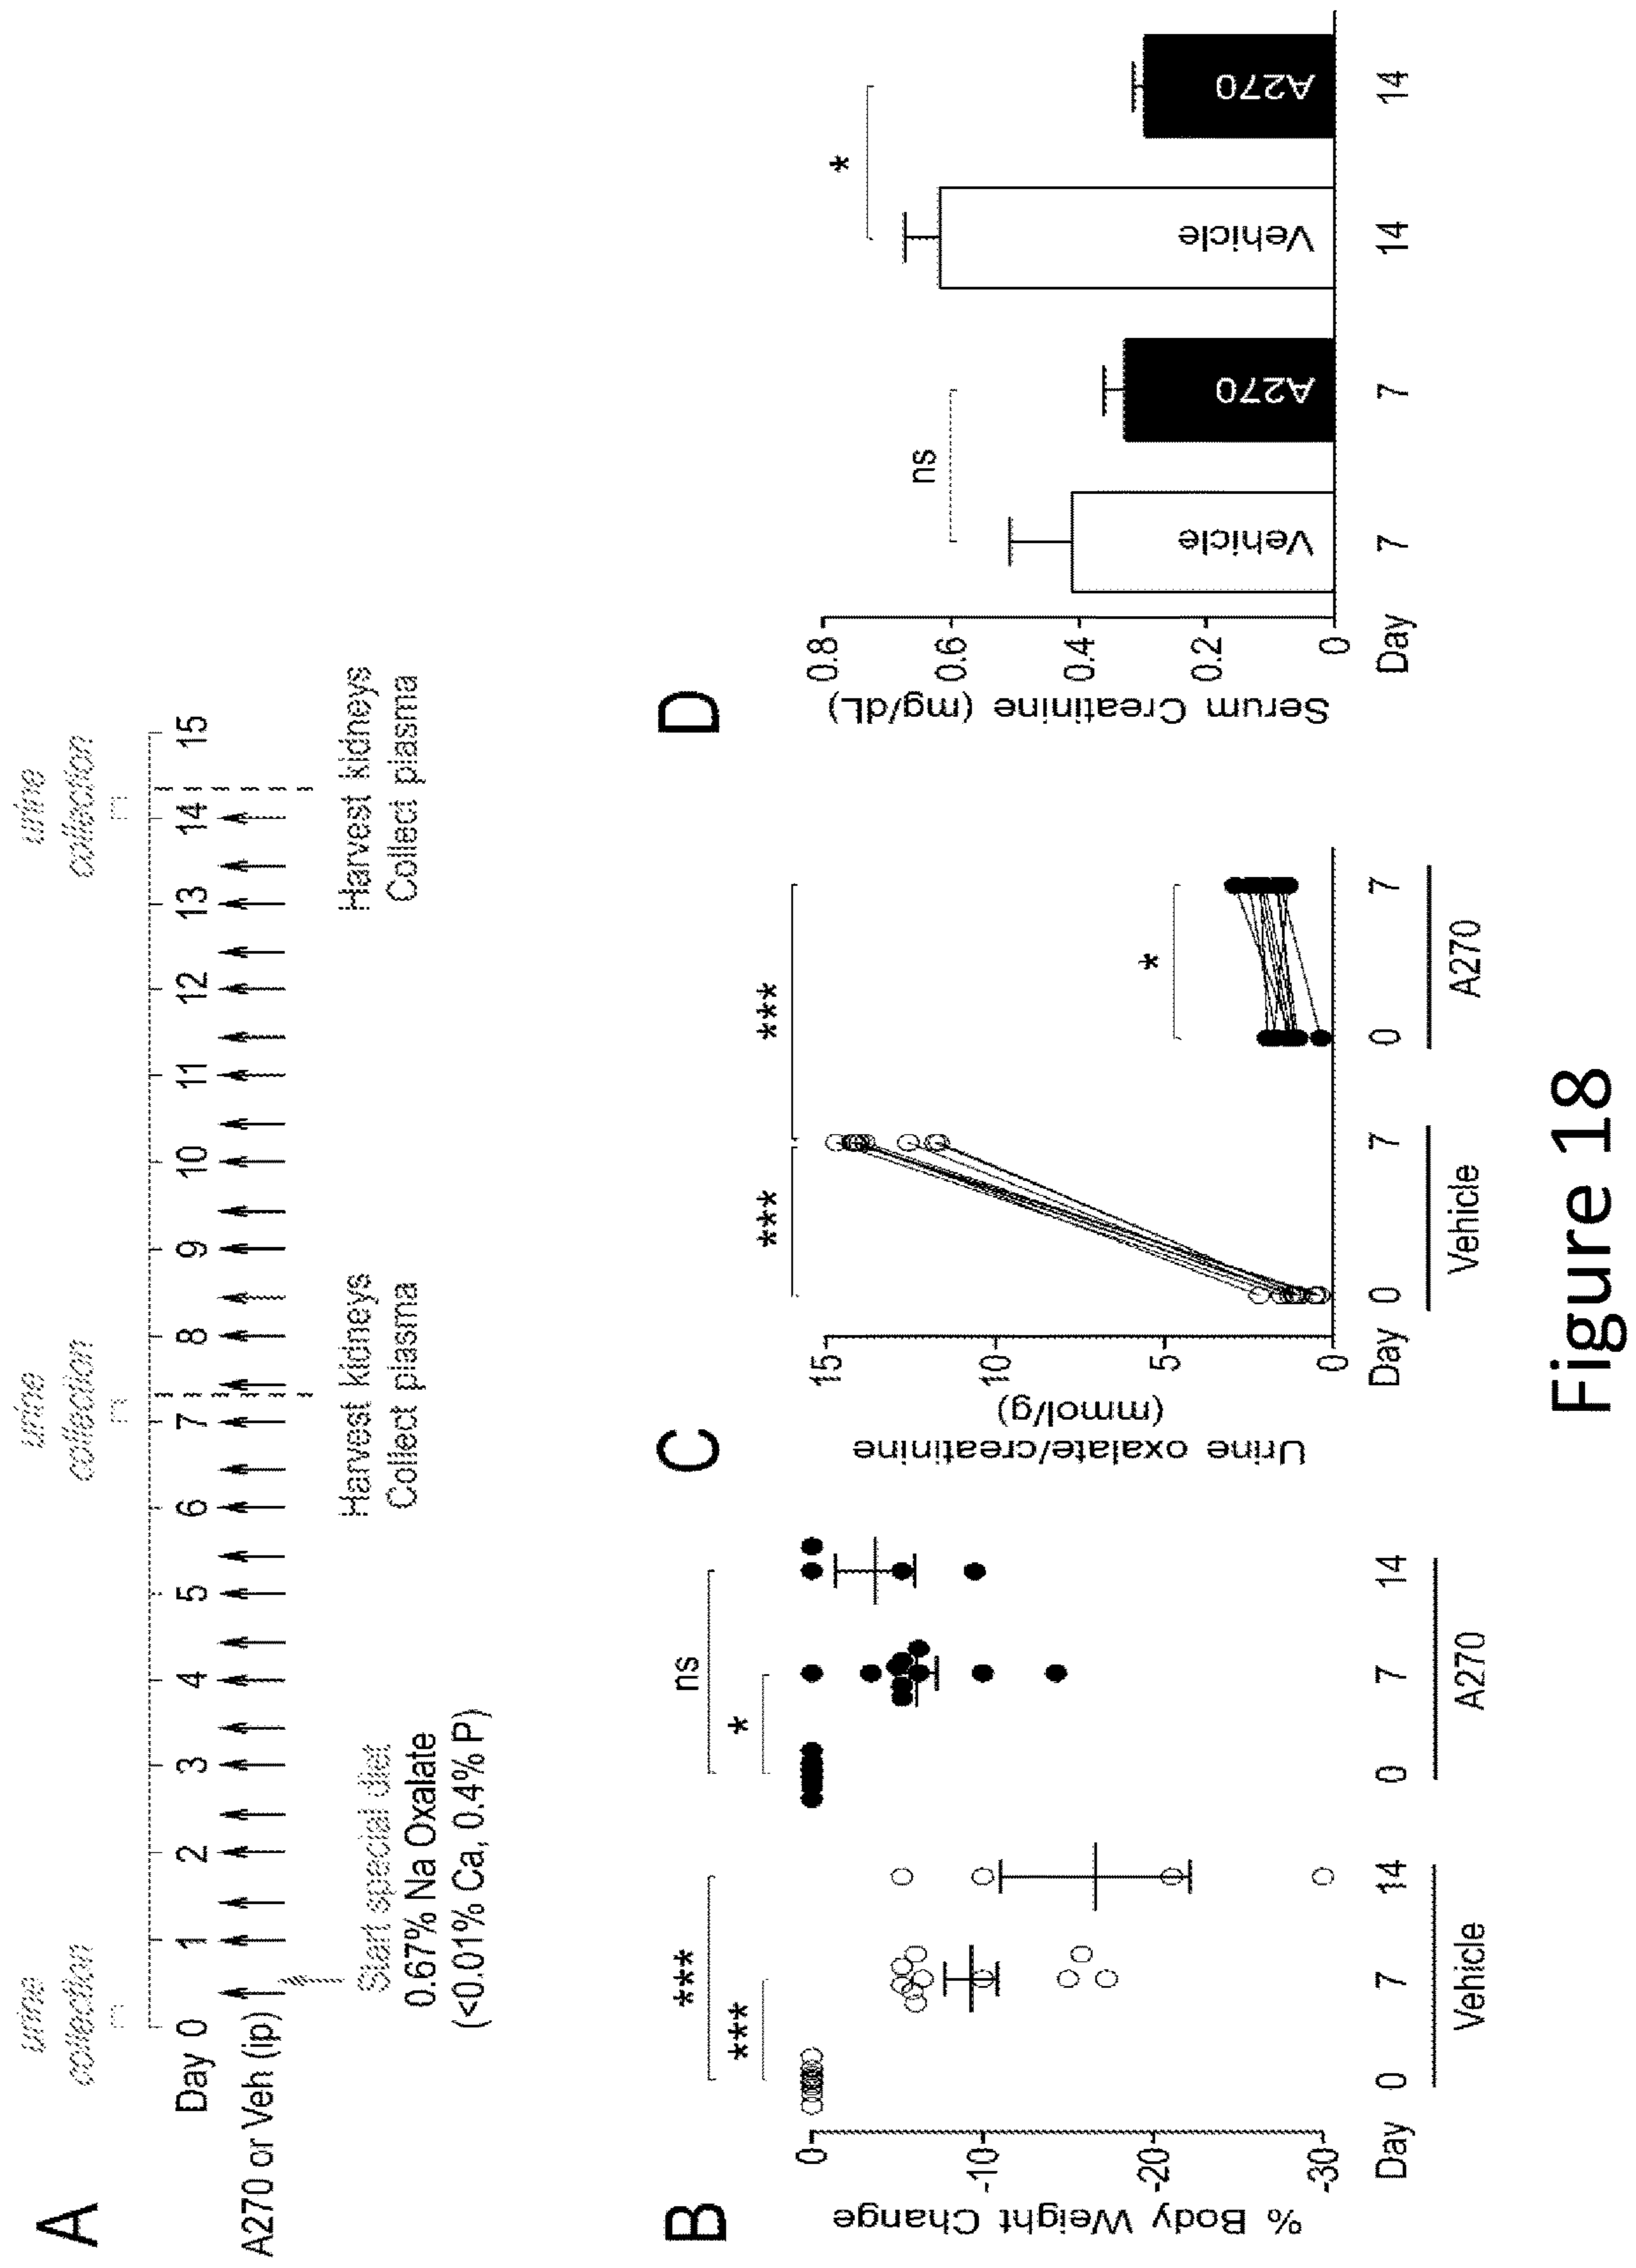 A
urine
collection
urine
collection
urine
collection
Day 0 1 2 3 4 5 6 7 8 9 10 11 12 13 14 15
A270 or Veh (ip)
Start special diet
0.67% Na Oxalate
(<0.01% Ca, 0.4% P)
Harvest kidneys
Collect plasma
Harvest kidneys
Collect plasma
B
% Body Weight Change
0
-10
-20
-30
***
***
ns
*
Day 0 7 14 0 7 14
Vehicle A270
C
Urine oxalate/creatinine
(mmol/g)
15
10
5
0
*** ***
*
Day 0 7 0 7
Vehicle A270
D
Serum Creatinine (mg/dL)
0.8
0.6
0.4
0.2
0
ns
*
Vehicle A270 Vehicle A270
Day 7 7 14 14
Figure 18